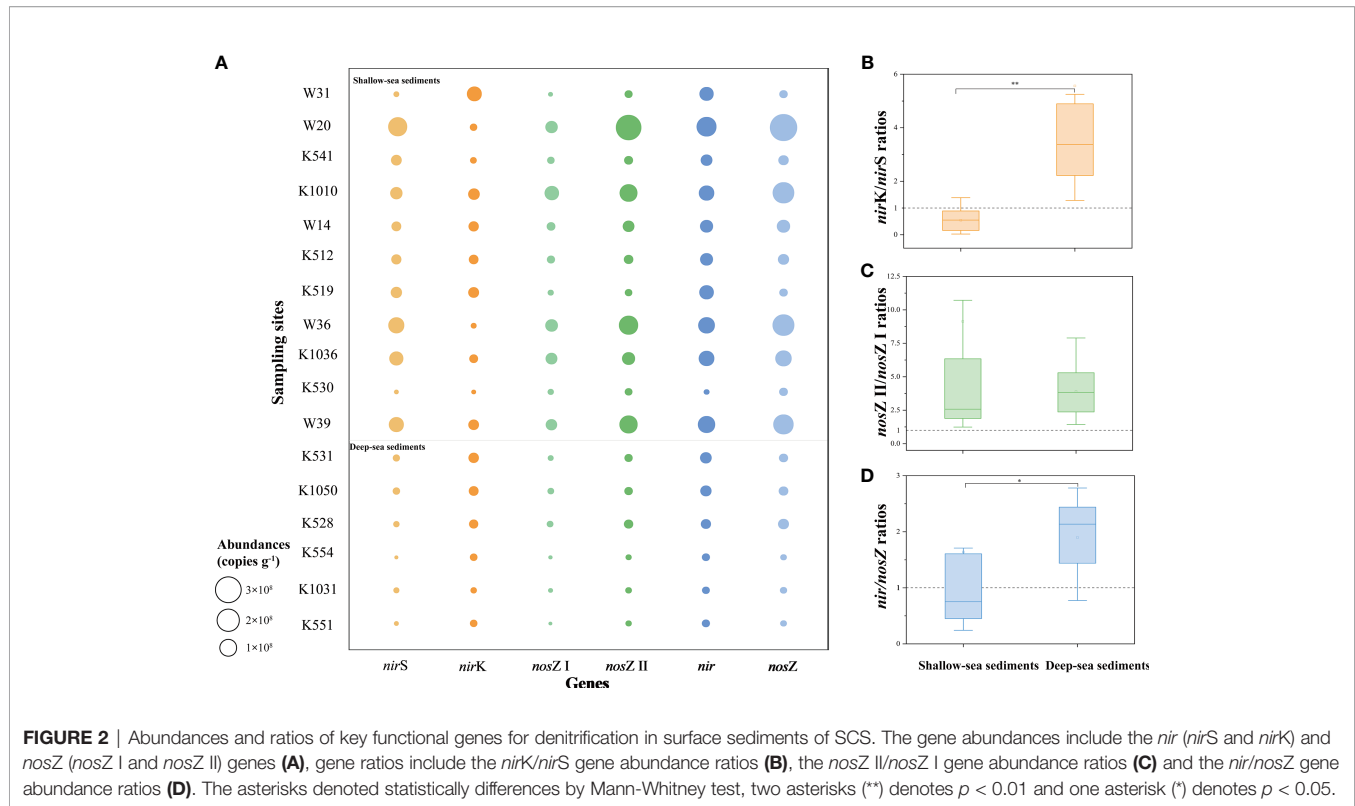 A
Shallow-sea sediments
W31
W20
K541
K1010
W14
K512
K519
W36
K1036
K530
W39
Deep-sea sediments
K531
K1050
K528
K554
K1031
K551
Sampling sites
Abundances
(copies g⁻¹)
3×10⁸
2×10⁸
1×10⁸
nirS nirK nosZ I nosZ II nir nosZ
Genes
B
**
6
4
2
1
0
nirK/nirS ratios
C
12.5
10.0
7.5
5.0
2.5
1
0.0
nosZ II/nosZ I ratios
D
*
3
2
1
0
nir/nosZ ratios
Shallow-sea sediments Deep-sea sediments
FIGURE 2 | Abundances and ratios of key functional genes for denitrification in surface sediments of SCS. The gene abundances include the nir (nirS and nirK) and
nosZ (nosZ I and nosZ II) genes (A), gene ratios include the nirK/nirS gene abundance ratios (B), the nosZ II/nosZ I gene abundance ratios (C) and the nir/nosZ gene
abundance ratios (D). The asterisks denoted statistically differences by Mann-Whitney test, two asterisks (**) denotes p < 0.01 and one asterisk (*) denotes p < 0.05.